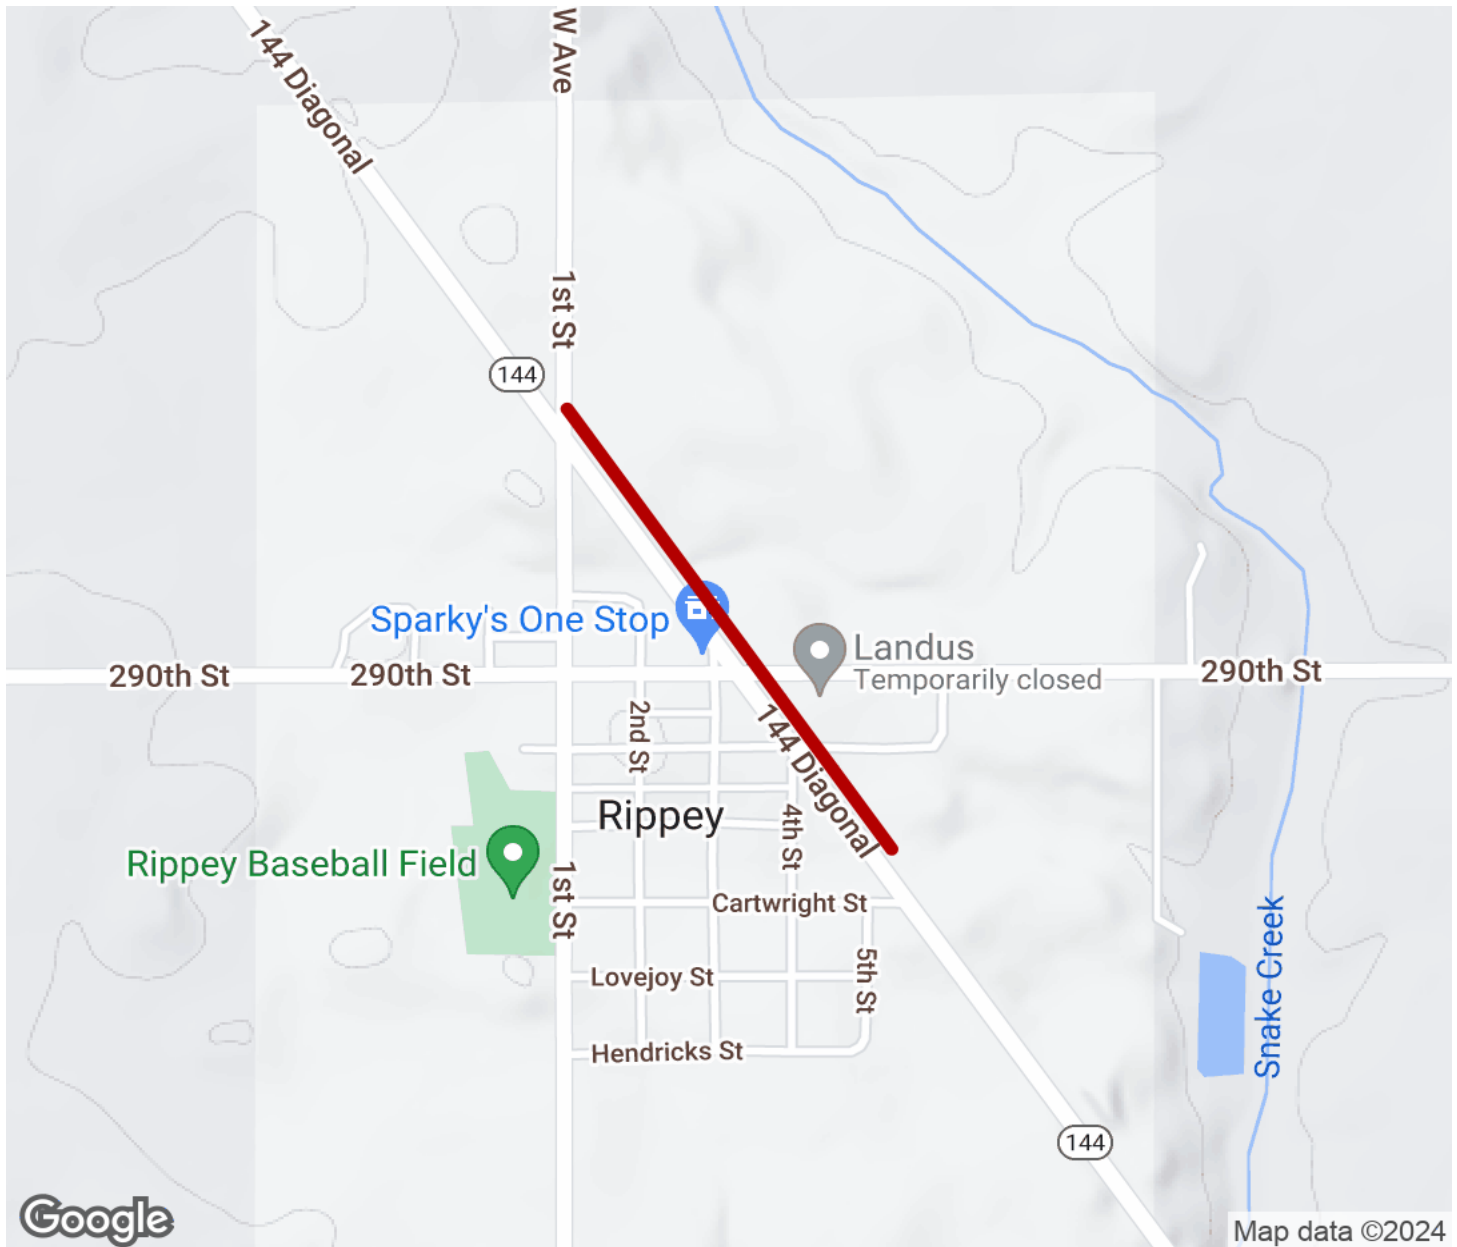 144 Diagonal
W Ave
1st St
144
Sparky's One Stop
Landus
Temporarily closed
290th St
290th St
290th St
2nd St
144 Diagonal
Rippey
4th St
Rippey Baseball Field
1st St
Cartwright St
5th St
Lovejoy St
Snake Creek
Hendricks St
144
Google
Map data ©2024